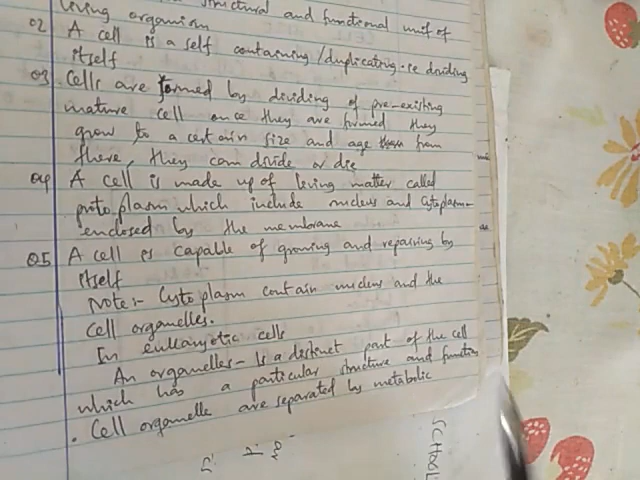 living organism structural and functional unit of
02 A cell is a self containing/duplicating-ie dividing
itself
03 Cells are formed by dividing of pre-existing
mature cell once they are formed they
grow to a certain size and age from
there, they can divide or die
04 A cell is made up of living matter called
protoplasm which include nucleus and cytoplasm-
enclosed by the membrane
05 A cell is capable of growing and repairing by
itself
Note:- Cytoplasm contain nucleus and the
Cell organelles.
In eukaryotic cells
An organelles- Is a distinct part of the cell
which has a particular structure and function
. Cell organelle are separated by metabolic